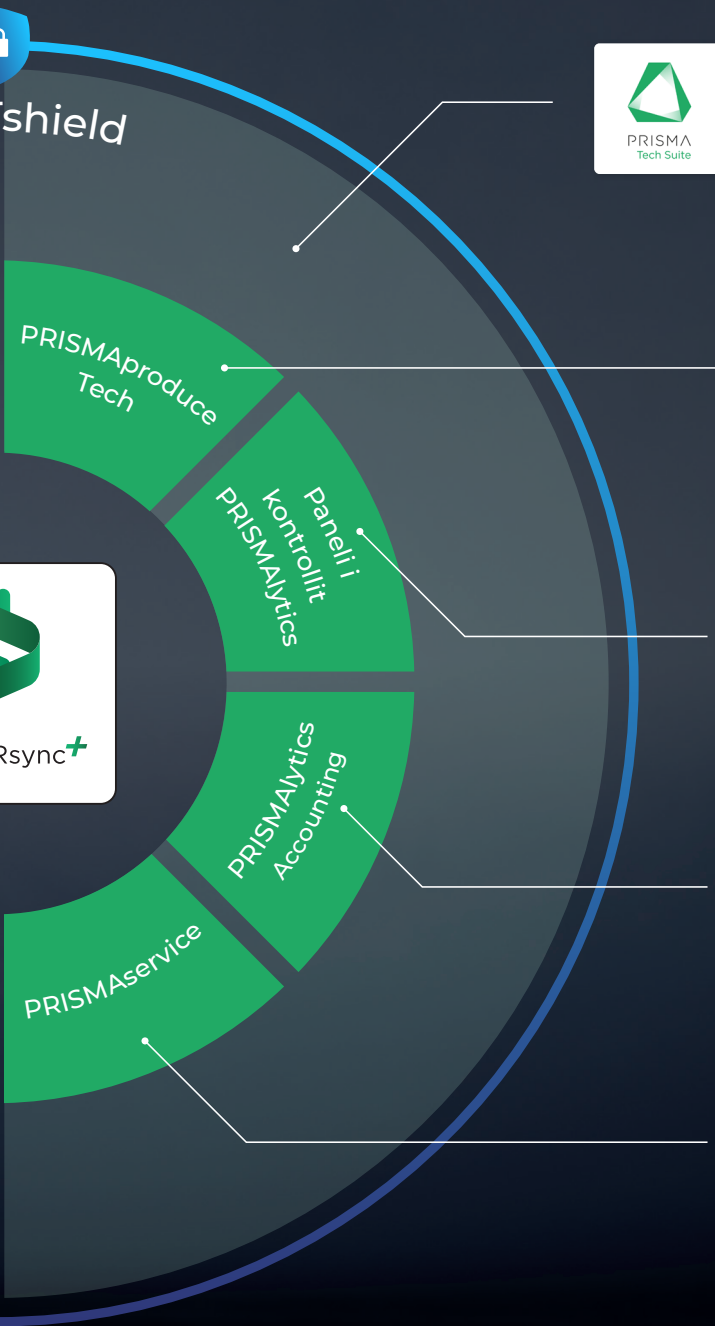 shield
PRISMA
Tech Suite
PRISMAproduce
Tech
Paneli i
kontrollit
PRISMAlytics
Rsync+
PRISMAlytics
Accounting
PRISMAservice